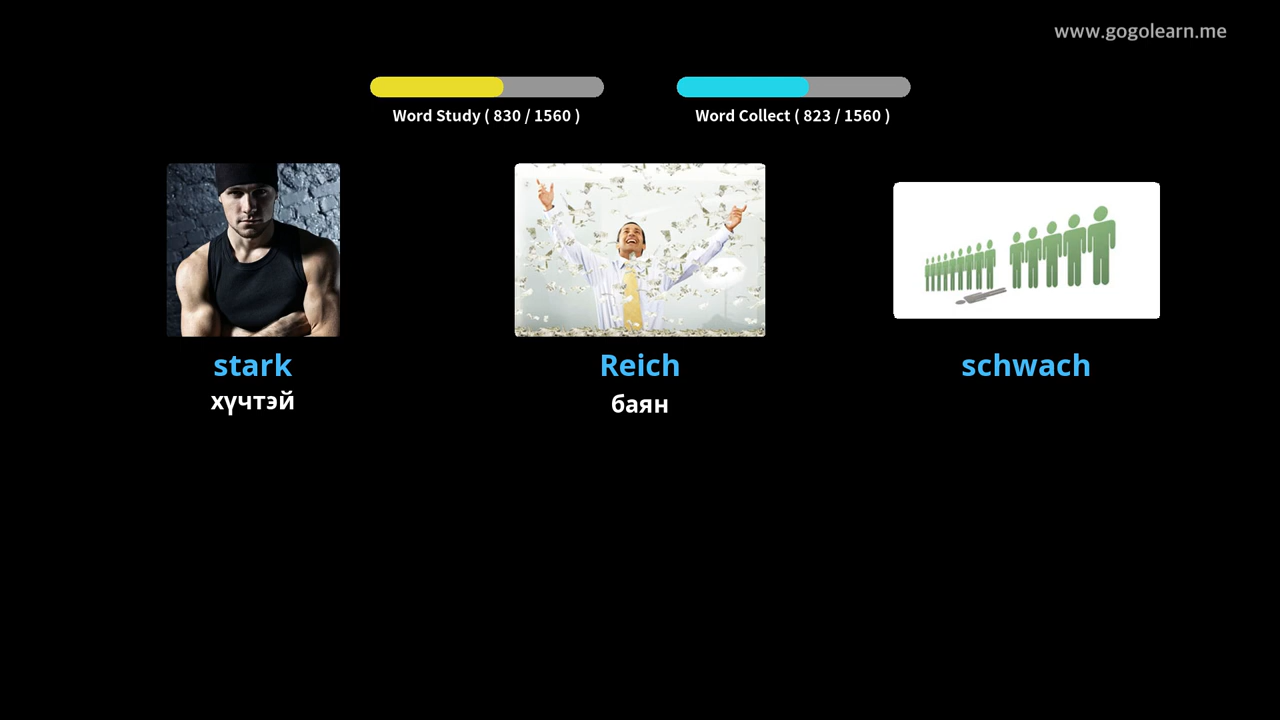 www.gogolearn.me
Word Study ( 830 / 1560 )
Word Collect ( 823 / 1560 )
stark
Reich
schwach
хүчтэй
баян